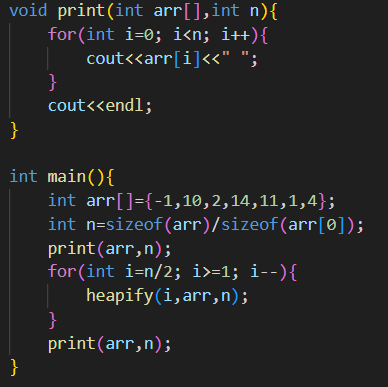 void print(int arr[],int n){
    for(int i=0; i<n; i++){
        cout<<arr[i]<<" ";
    }
    cout<<endl;
}

int main(){
    int arr[]={-1,10,2,14,11,1,4};
    int n=sizeof(arr)/sizeof(arr[0]);
    print(arr,n);
    for(int i=n/2; i>=1; i--){
        heapify(i,arr,n);
    }
    print(arr,n);
}